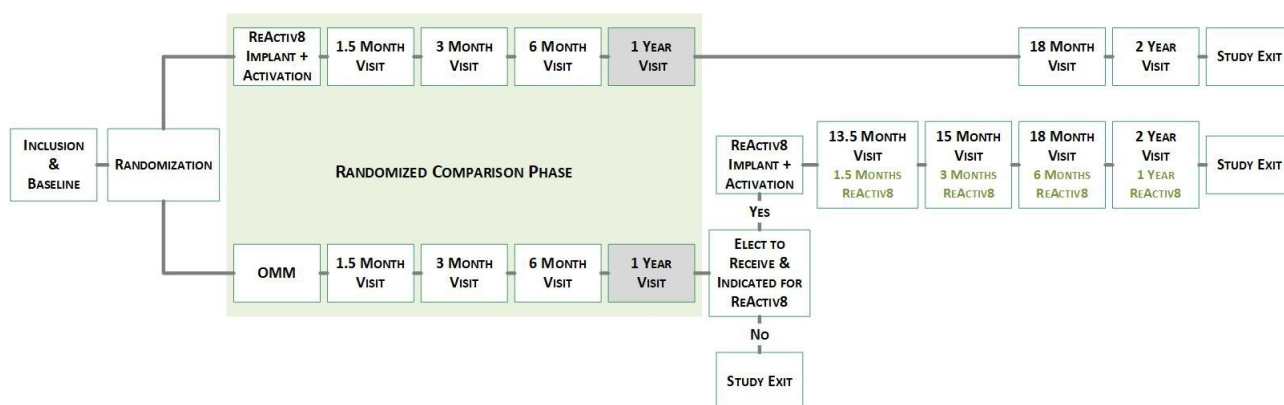 ReActiv8
Implant +
Activation
1.5 Month
Visit
3 Month
Visit
6 Month
Visit
1 Year
Visit
18 Month
Visit
2 Year
Visit
Study Exit
Inclusion
&
Baseline
Randomization
Randomized Comparison Phase
ReActiv8
Implant +
Activation
13.5 Month
Visit
1.5 Months
ReActiv8
15 Month
Visit
3 Months
ReActiv8
18 Month
Visit
6 Months
ReActiv8
2 Year
Visit
1 Year
ReActiv8
Study Exit
Yes
OMM
1.5 Month
Visit
3 Month
Visit
6 Month
Visit
1 Year
Visit
Elect to
Receive &
Indicated for
ReActiv8
No
Study Exit